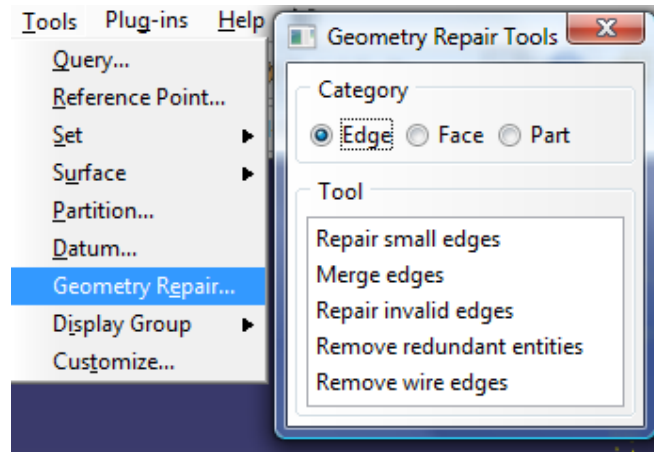 Tools Plug-ins Help
Query...
Reference Point...
Set
Surface
Partition...
Datum...
Geometry Repair...
Display Group
Customize...
Geometry Repair Tools
Category
Edge Face Part
Tool
Repair small edges
Merge edges
Repair invalid edges
Remove redundant entities
Remove wire edges